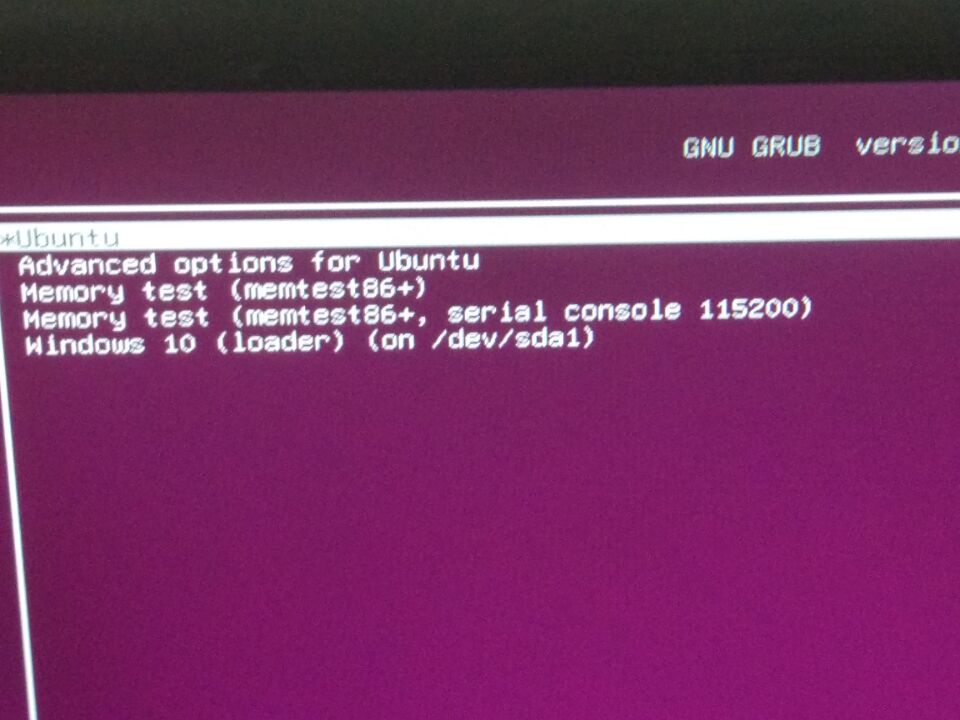 GNU GRUB versio
*Ubuntu
Advanced options for Ubuntu
Memory test (memtest86+)
Memory test (memtest86+, serial console 115200)
Windows 10 (loader) (on /dev/sda1)